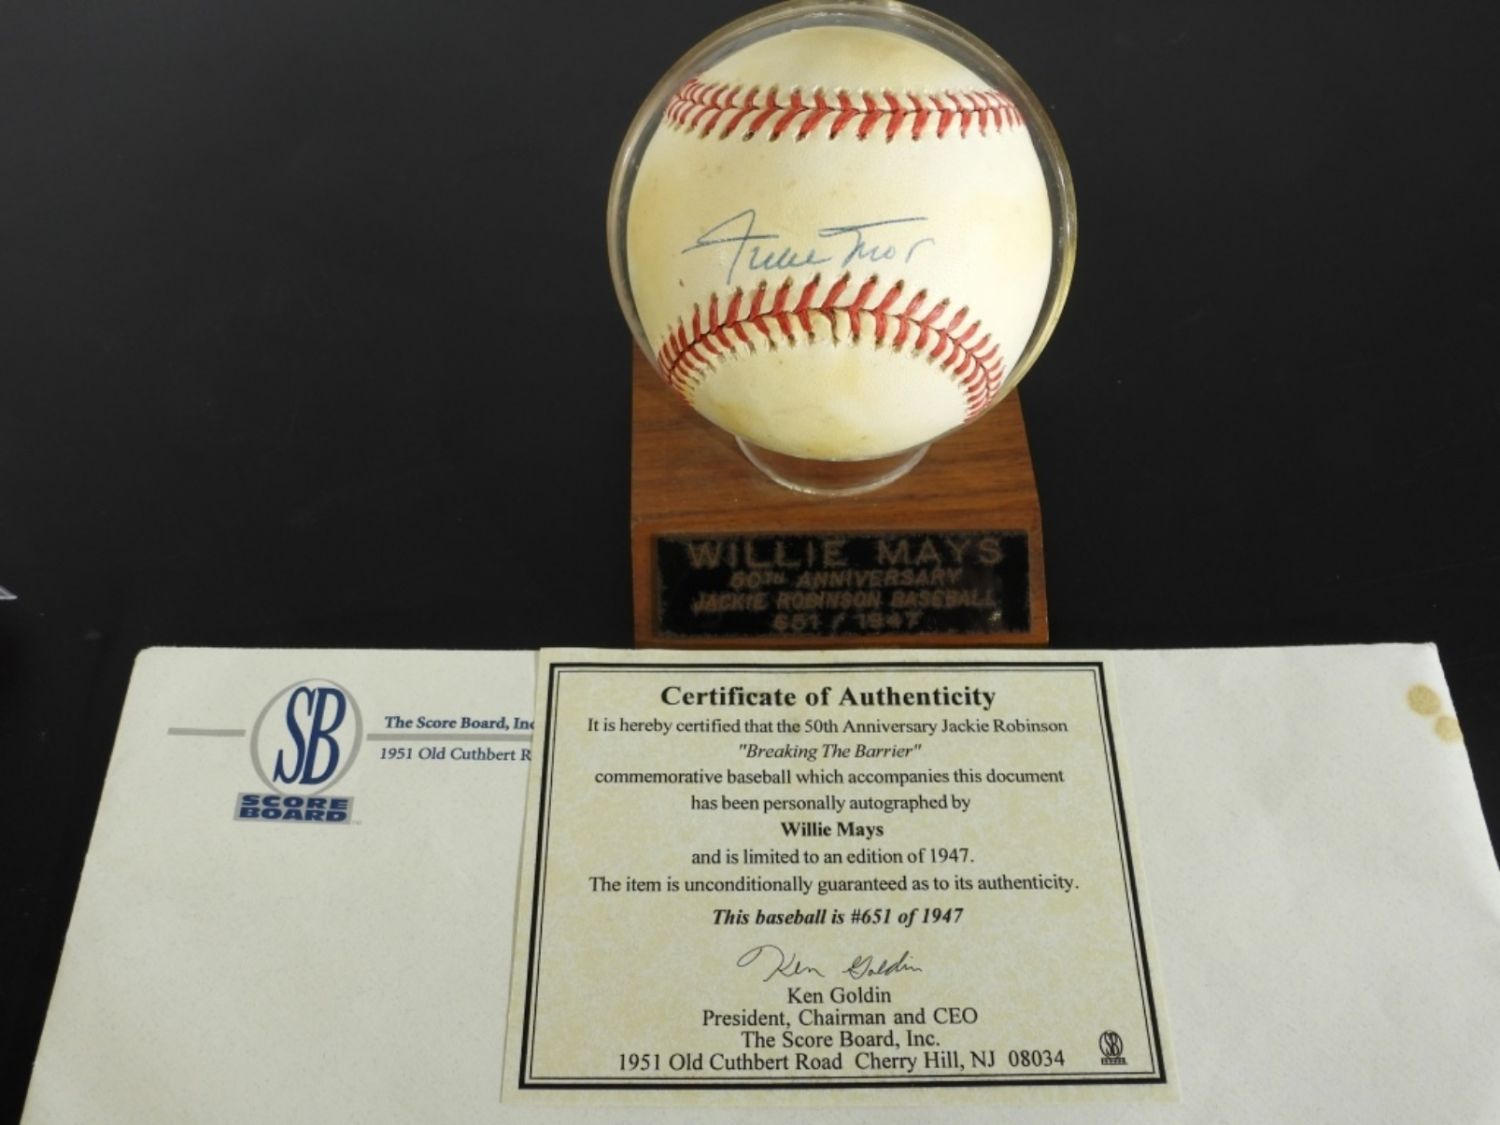 Willie Mays
WILLIE MAYS
50TH ANNIVERSARY
JACKIE ROBINSON BASEBALL
651 / 1947
SB
SCORE
BOARD
The Score Board, Inc
1951 Old Cuthbert R
Certificate of Authenticity
It is hereby certified that the 50th Anniversary Jackie Robinson
"Breaking The Barrier"
commemorative baseball which accompanies this document
has been personally autographed by
Willie Mays
and is limited to an edition of 1947.
The item is unconditionally guaranteed as to its authenticity.
This baseball is #651 of 1947
Ken Goldin
Ken Goldin
President, Chairman and CEO
The Score Board, Inc.
1951 Old Cuthbert Road Cherry Hill, NJ 08034
SB